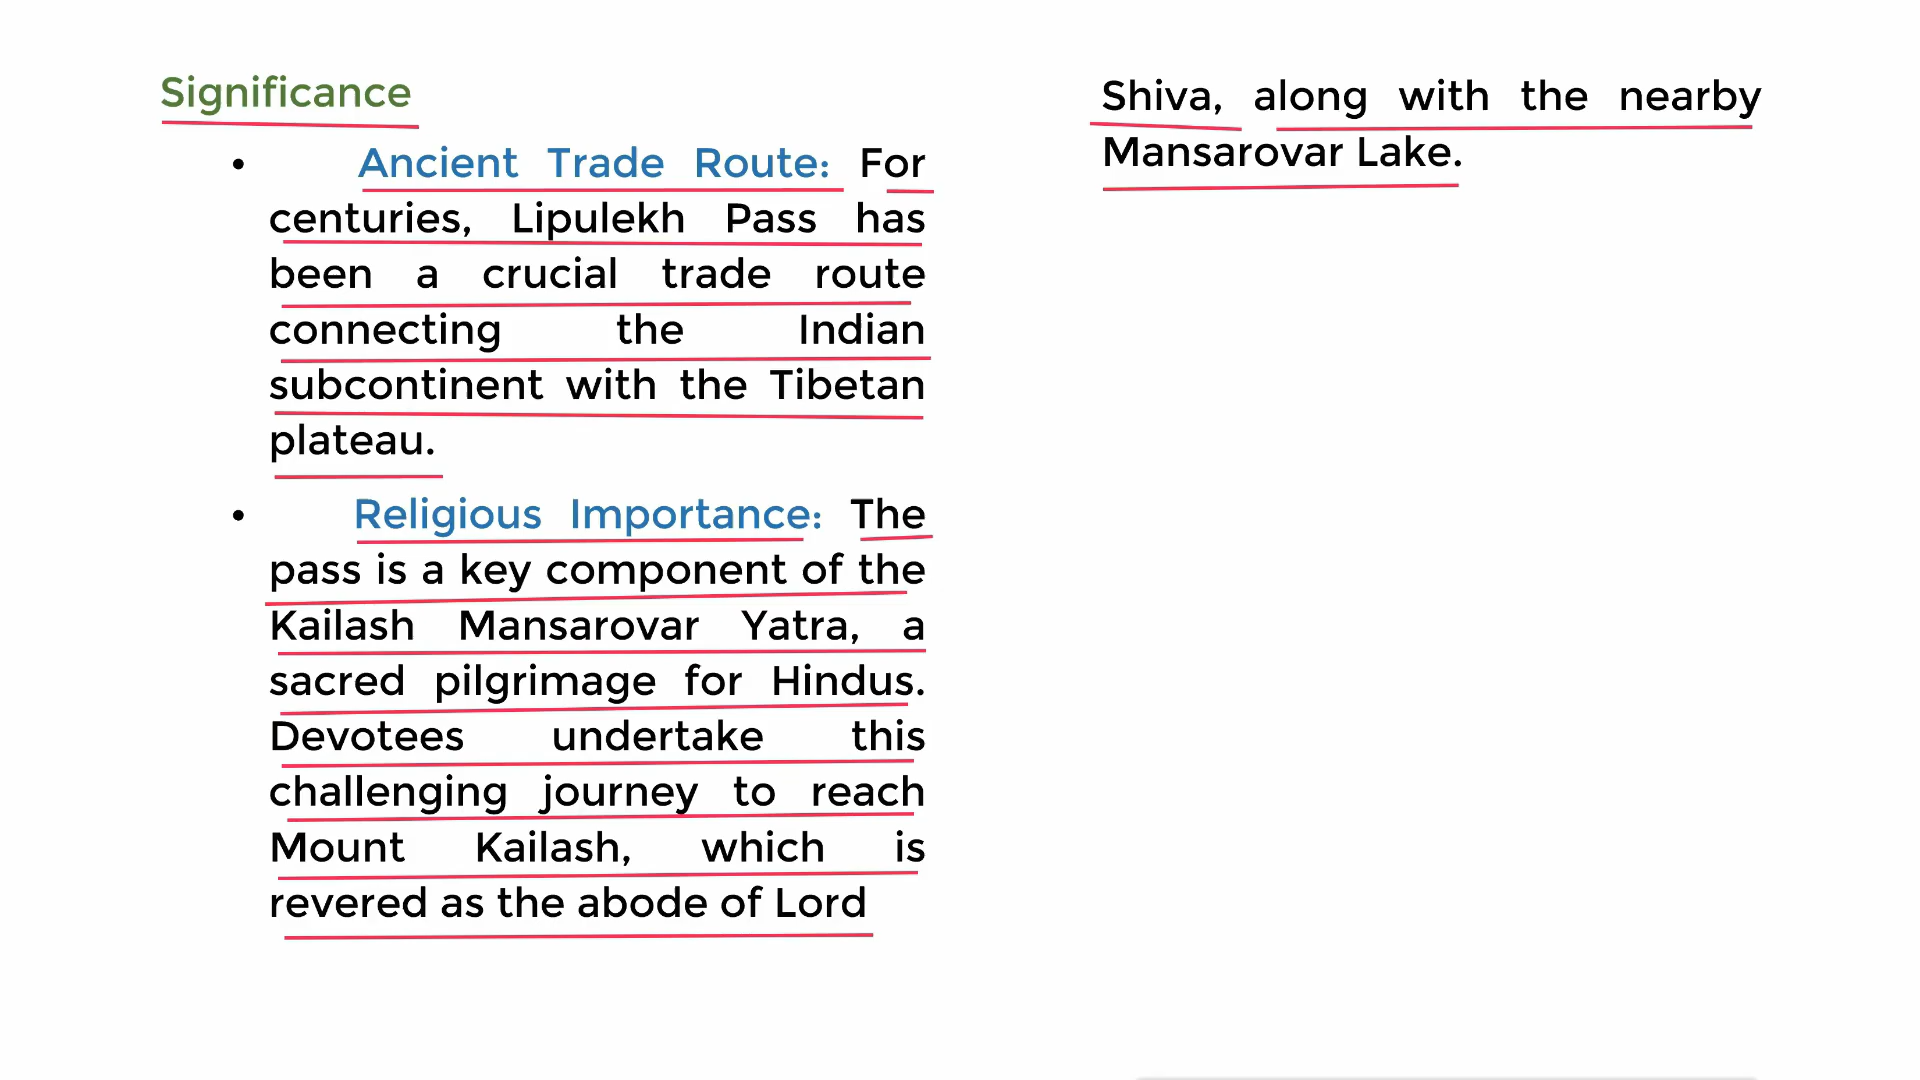 Significance
• Ancient Trade Route: For
centuries, Lipulekh Pass has
been a crucial trade route
connecting the Indian
subcontinent with the Tibetan
plateau.
• Religious Importance: The
pass is a key component of the
Kailash Mansarovar Yatra, a
sacred pilgrimage for Hindus.
Devotees undertake this
challenging journey to reach
Mount Kailash, which is
revered as the abode of Lord
Shiva, along with the nearby
Mansarovar Lake.